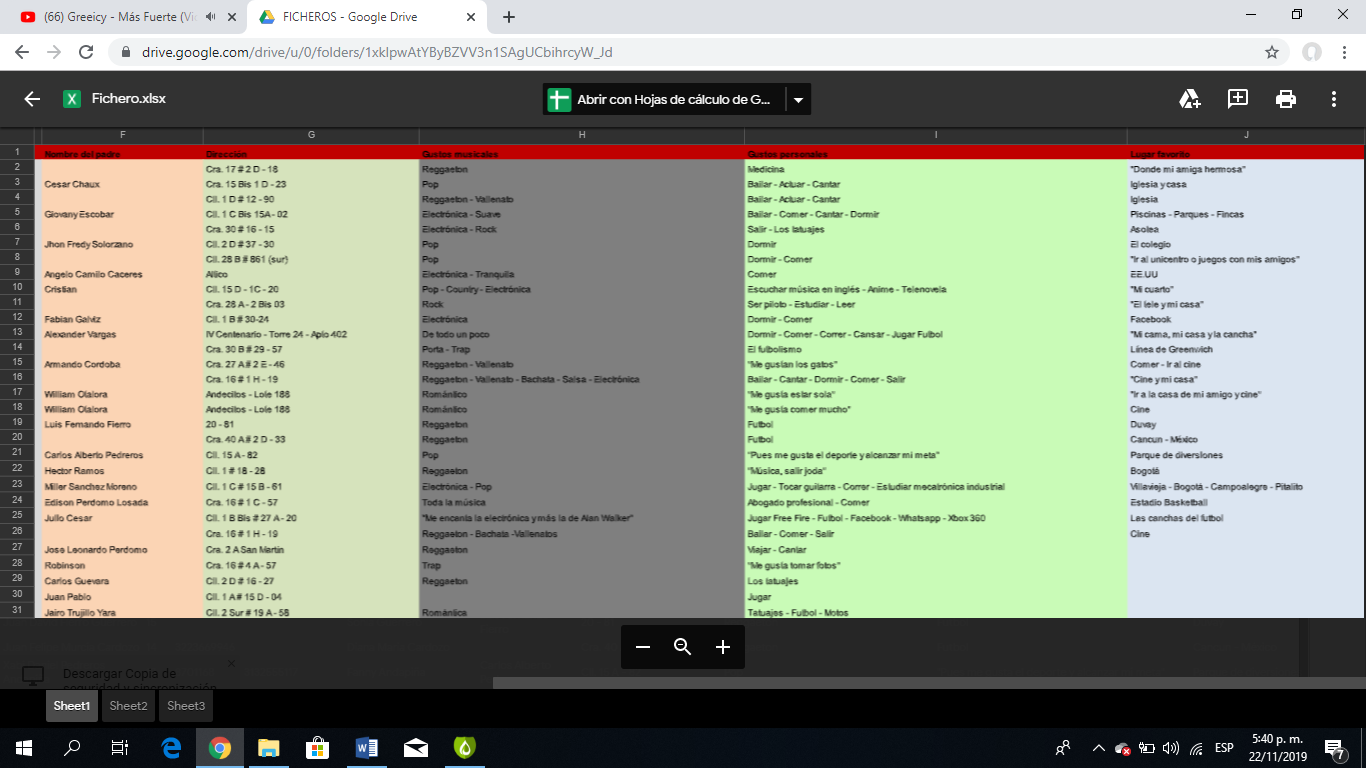 (66) Greeicy - Más Fuerte (Vi
FICHEROS - Google Drive
drive.google.com/drive/u/0/folders/1xklpwAtYByBZVV3n1SAgUCbihrcyW_Jd
Fichero.xlsx
Abrir con Hojas de cálculo de G...
F G H I J
1 Nombre del padre Dirección Gustos musicales Gustos personales Lugar favorito
2 Cra. 17 # 2 D - 18 Reggaeton Medicina "Donde mi amiga hermosa"
3 Cesar Chaux Cra. 15 Bis 1 D - 23 Pop Bailar - Actuar - Cantar Iglesia y casa
4 Cll. 1 D # 12 - 90 Reggaeton - Vallenato Bailar - Actuar - Cantar Iglesia
5 Giovany Escobar Cll. 1 C Bis 15A - 02 Electrónica - Suave Bailar - Comer - Cantar - Dormir Piscinas - Parques - Fincas
6 Cra. 30 # 16 - 15 Electrónica - Rock Salir - Los tatuajes Asotea
7 Jhon Fredy Solorzano Cll. 2 D # 37 - 30 Pop Dormir El colegio
8 Cll. 28 B # 861 (sur) Pop Dormir - Comer "Ir al unicentro o juegos con mis amigos"
9 Angelo Camilo Caceres Altico Electrónica - Tranquila Comer EE.UU
10 Cristian Cll. 15 D - 1C - 20 Pop - Country - Electrónica Escuchar música en inglés - Anime - Telenovela "Mi cuarto"
11 Cra. 28 A - 2 Bis 03 Rock Ser piloto - Estudiar - Leer "El tele y mi casa"
12 Fabian Galviz Cll. 1 B # 30-24 Electrónica Dormir - Comer Facebook
13 Alexander Vargas IV Centenario - Torre 24 - Apto 402 De todo un poco Dormir - Comer - Correr - Cansar - Jugar Futbol "Mi cama, mi casa y la cancha"
14 Cra. 30 B # 29 - 57 Porta - Trap El futbolismo Línea de Greenwich
15 Armando Cordoba Cra. 27 A # 2 E - 46 Reggaeton - Vallenato "Me gustan los gatos" Comer - Ir al cine
16 Cra. 16 # 1 H - 19 Reggaeton - Vallenato - Bachata - Salsa - Electrónica Bailar - Cantar - Dormir - Comer - Salir "Cine y mi casa"
17 William Olalora Andecitos - Lote 188 Romántico "Me gusta estar sola" "Ir a la casa de mi amigo y cine"
18 William Olalora Andecitos - Lote 188 Romántico "Me gusta comer mucho" Cine
19 Luis Fernando Fierro 20 - 81 Reggaeton Futbol Duvay
20 Cra. 40 A # 2 D - 33 Reggaeton Futbol Cancun - México
21 Carlos Alberto Pedreros Cll. 15 A - 82 Pop "Pues me gusta el deporte y alcanzar mi meta" Parque de diversiones
22 Hector Ramos Cll. 1 # 18 - 28 Reggaeton "Música, salir joda" Bogotá
23 Miller Sanchez Moreno Cll. 1 C # 15 B - 61 Electrónica - Pop Jugar - Tocar guitarra - Correr - Estudiar mecatrónica industrial Villavieja - Bogotá - Campoalegre - Pitalito
24 Edison Perdomo Losada Cra. 16 # 1 C - 57 Toda la música Abogado profesional - Comer Estadio Basketball
25 Julio Cesar Cll. 1 B Bis # 27 A - 20 "Me encanta la electrónica y más la de Alan Walker" Jugar Free Fire - Futbol - Facebook - Whatsapp - Xbox 360 Las canchas del futbol
26 Cra. 16 # 1 H - 19 Reggaeton - Bachata -Vallenatos Bailar - Comer - Salir Cine
27 Jose Leonardo Perdomo Cra. 2 A San Martin Reggaeton Viajar - Cantar
28 Robinson Cra. 16 # 4 A - 57 Trap "Me gusta tomar fotos"
29 Carlos Guevara Cll. 2 D # 16 - 27 Reggaeton Los tatuajes
30 Juan Pablo Cll. 1 A # 15 D - 04 Jugar
31 Jairo Trujillo Yara Cll. 2 Sur # 19 A - 58 Romántica Tatuajes - Futbol - Motos
Descargar Copia de
seguridad y sincronización
Sheet1 Sheet2 Sheet3
ESP
5:40 p. m.
22/11/2019
7